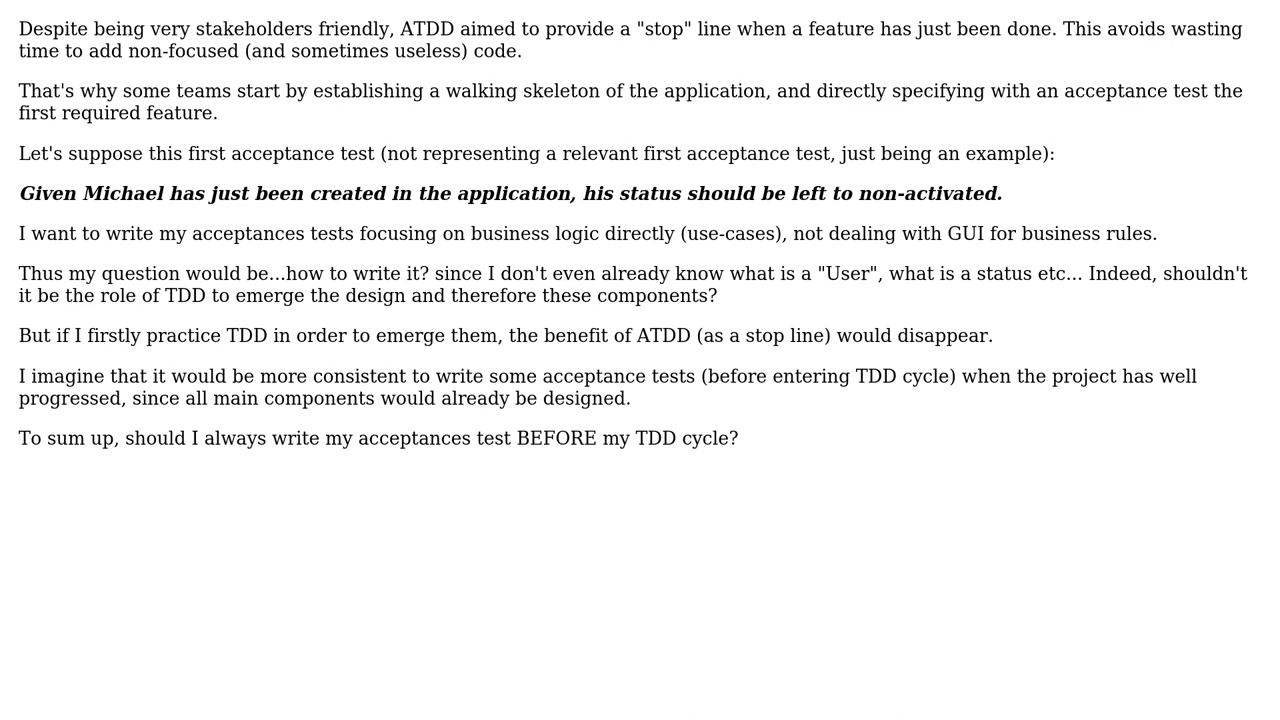 Despite being very stakeholders friendly, ATDD aimed to provide a "stop" line when a feature has just been done. This avoids wasting
time to add non-focused (and sometimes useless) code.
That's why some teams start by establishing a walking skeleton of the application, and directly specifying with an acceptance test the
first required feature.
Let's suppose this first acceptance test (not representing a relevant first acceptance test, just being an example):
Given Michael has just been created in the application, his status should be left to non-activated.
I want to write my acceptances tests focusing on business logic directly (use-cases), not dealing with GUI for business rules.
Thus my question would be...how to write it? since I don't even already know what is a "User", what is a status etc... Indeed, shouldn't
it be the role of TDD to emerge the design and therefore these components?
But if I firstly practice TDD in order to emerge them, the benefit of ATDD (as a stop line) would disappear.
I imagine that it would be more consistent to write some acceptance tests (before entering TDD cycle) when the project has well
progressed, since all main components would already be designed.
To sum up, should I always write my acceptances test BEFORE my TDD cycle?